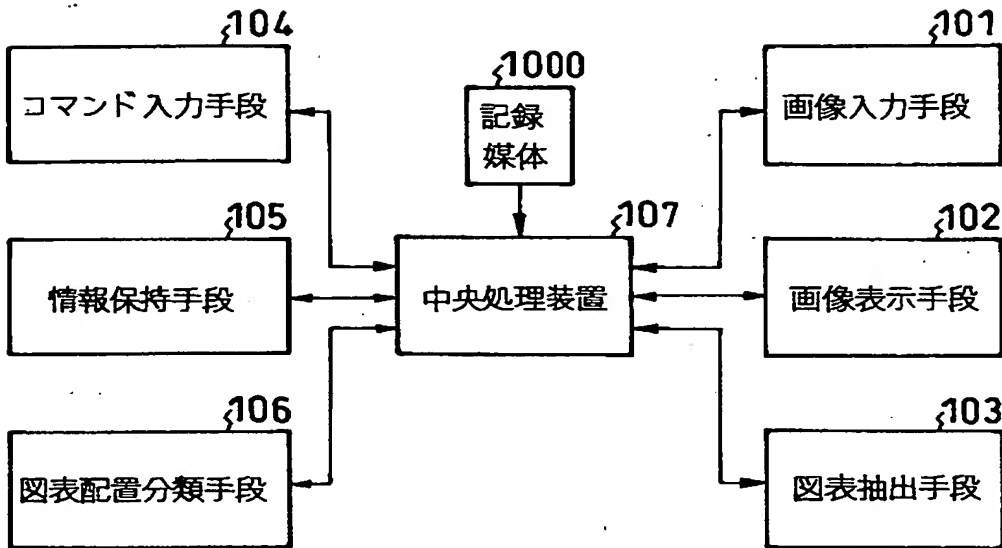 104
コマンド入力手段
1000
記録
媒体
101
画像入力手段
105
情報保持手段
107
中央処理装置
102
画像表示手段
106
図表配置分類手段
103
図表抽出手段